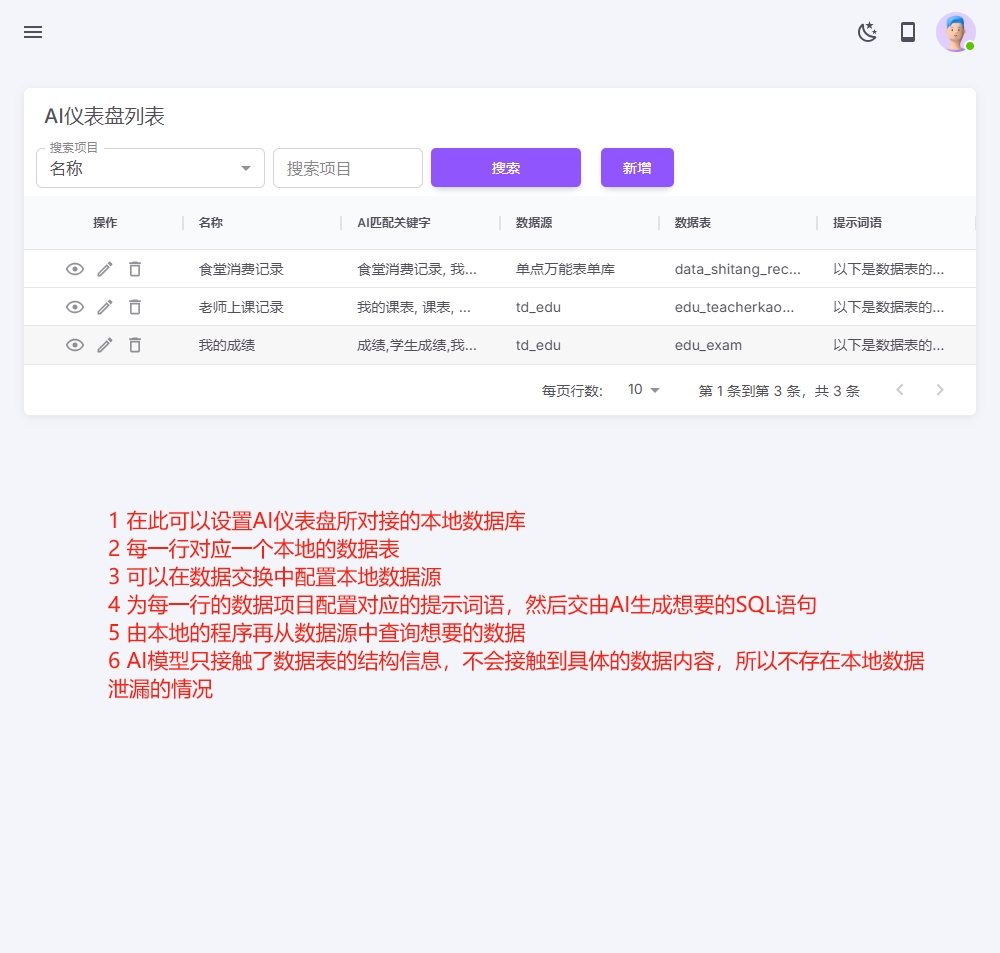 AI仪表盘列表
搜索项目
名称
搜索项目
搜索
新增
操作 名称 AI匹配关键字 数据源 数据表 提示词语
食堂消费记录 食堂消费记录, 我... 单点万能表单库 data_shitang_rec... 以下是数据表的...
老师上课记录 我的课表, 课表, ... td_edu edu_teacherkao... 以下是数据表的...
我的成绩 成绩,学生成绩,我... td_edu edu_exam 以下是数据表的...
每页行数: 10 第 1 条到第 3 条，共 3 条
1 在此可以设置AI仪表盘所对接的本地数据库
2 每一行对应一个本地的数据表
3 可以在数据交换中配置本地数据源
4 为每一行的数据项目配置对应的提示词语，然后交由AI生成想要的SQL语句
5 由本地的程序再从数据源中查询想要的数据
6 AI模型只接触了数据表的结构信息，不会接触到具体的数据内容，所以不存在本地数据
泄漏的情况